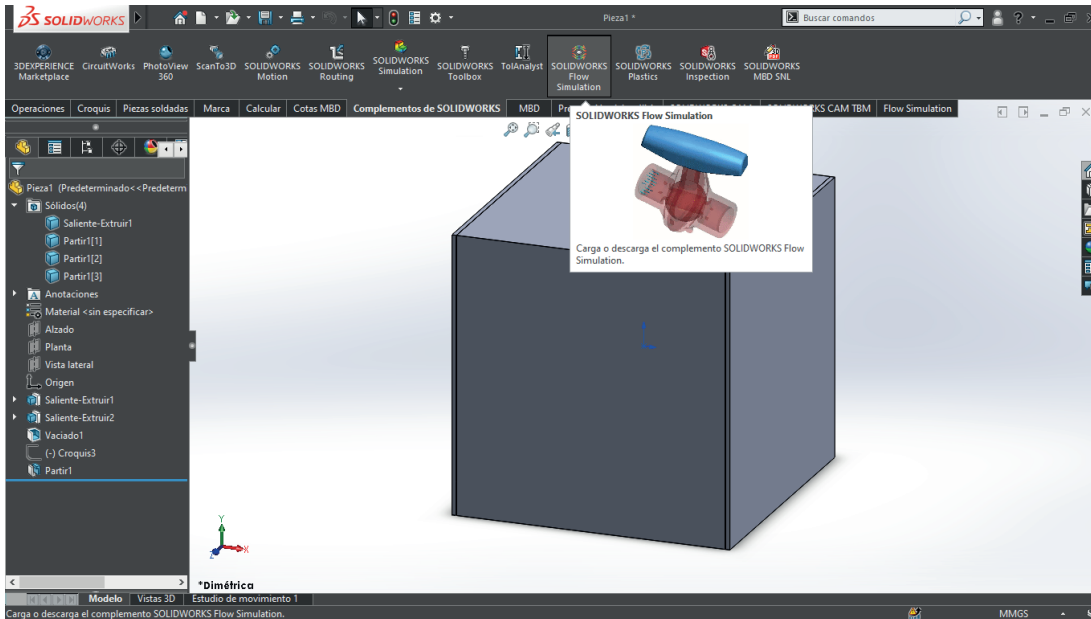 SOLIDWORKS
Pieza1 *
Buscar comandos
3DEXPERIENCE Marketplace
CircuitWorks
PhotoView 360
ScanTo3D
SOLIDWORKS Motion
SOLIDWORKS Routing
SOLIDWORKS Simulation
SOLIDWORKS Toolbox
TolAnalyst
SOLIDWORKS Flow Simulation
SOLIDWORKS Plastics
SOLIDWORKS Inspection
SOLIDWORKS MBD SNL
Operaciones
Croquis
Piezas soldadas
Marca
Calcular
Cotas MBD
Complementos de SOLIDWORKS
MBD
KS CAM TBM
Flow Simulation
SOLIDWORKS Flow Simulation
Carga o descarga el complemento SOLIDWORKS Flow
Simulation.
Pieza1 (Predeterminado<<Predeterm
Sólidos(4)
Saliente-Extruir1
Partir1[1]
Partir1[2]
Partir1[3]
Anotaciones
Material <sin especificar>
Alzado
Planta
Vista lateral
Origen
Saliente-Extruir1
Saliente-Extruir2
Vaciado1
(-) Croquis3
Partir1
Y
X
Z
*Dimétrica
Modelo
Vistas 3D
Estudio de movimiento 1
Carga o descarga el complemento SOLIDWORKS Flow Simulation.
MMGS